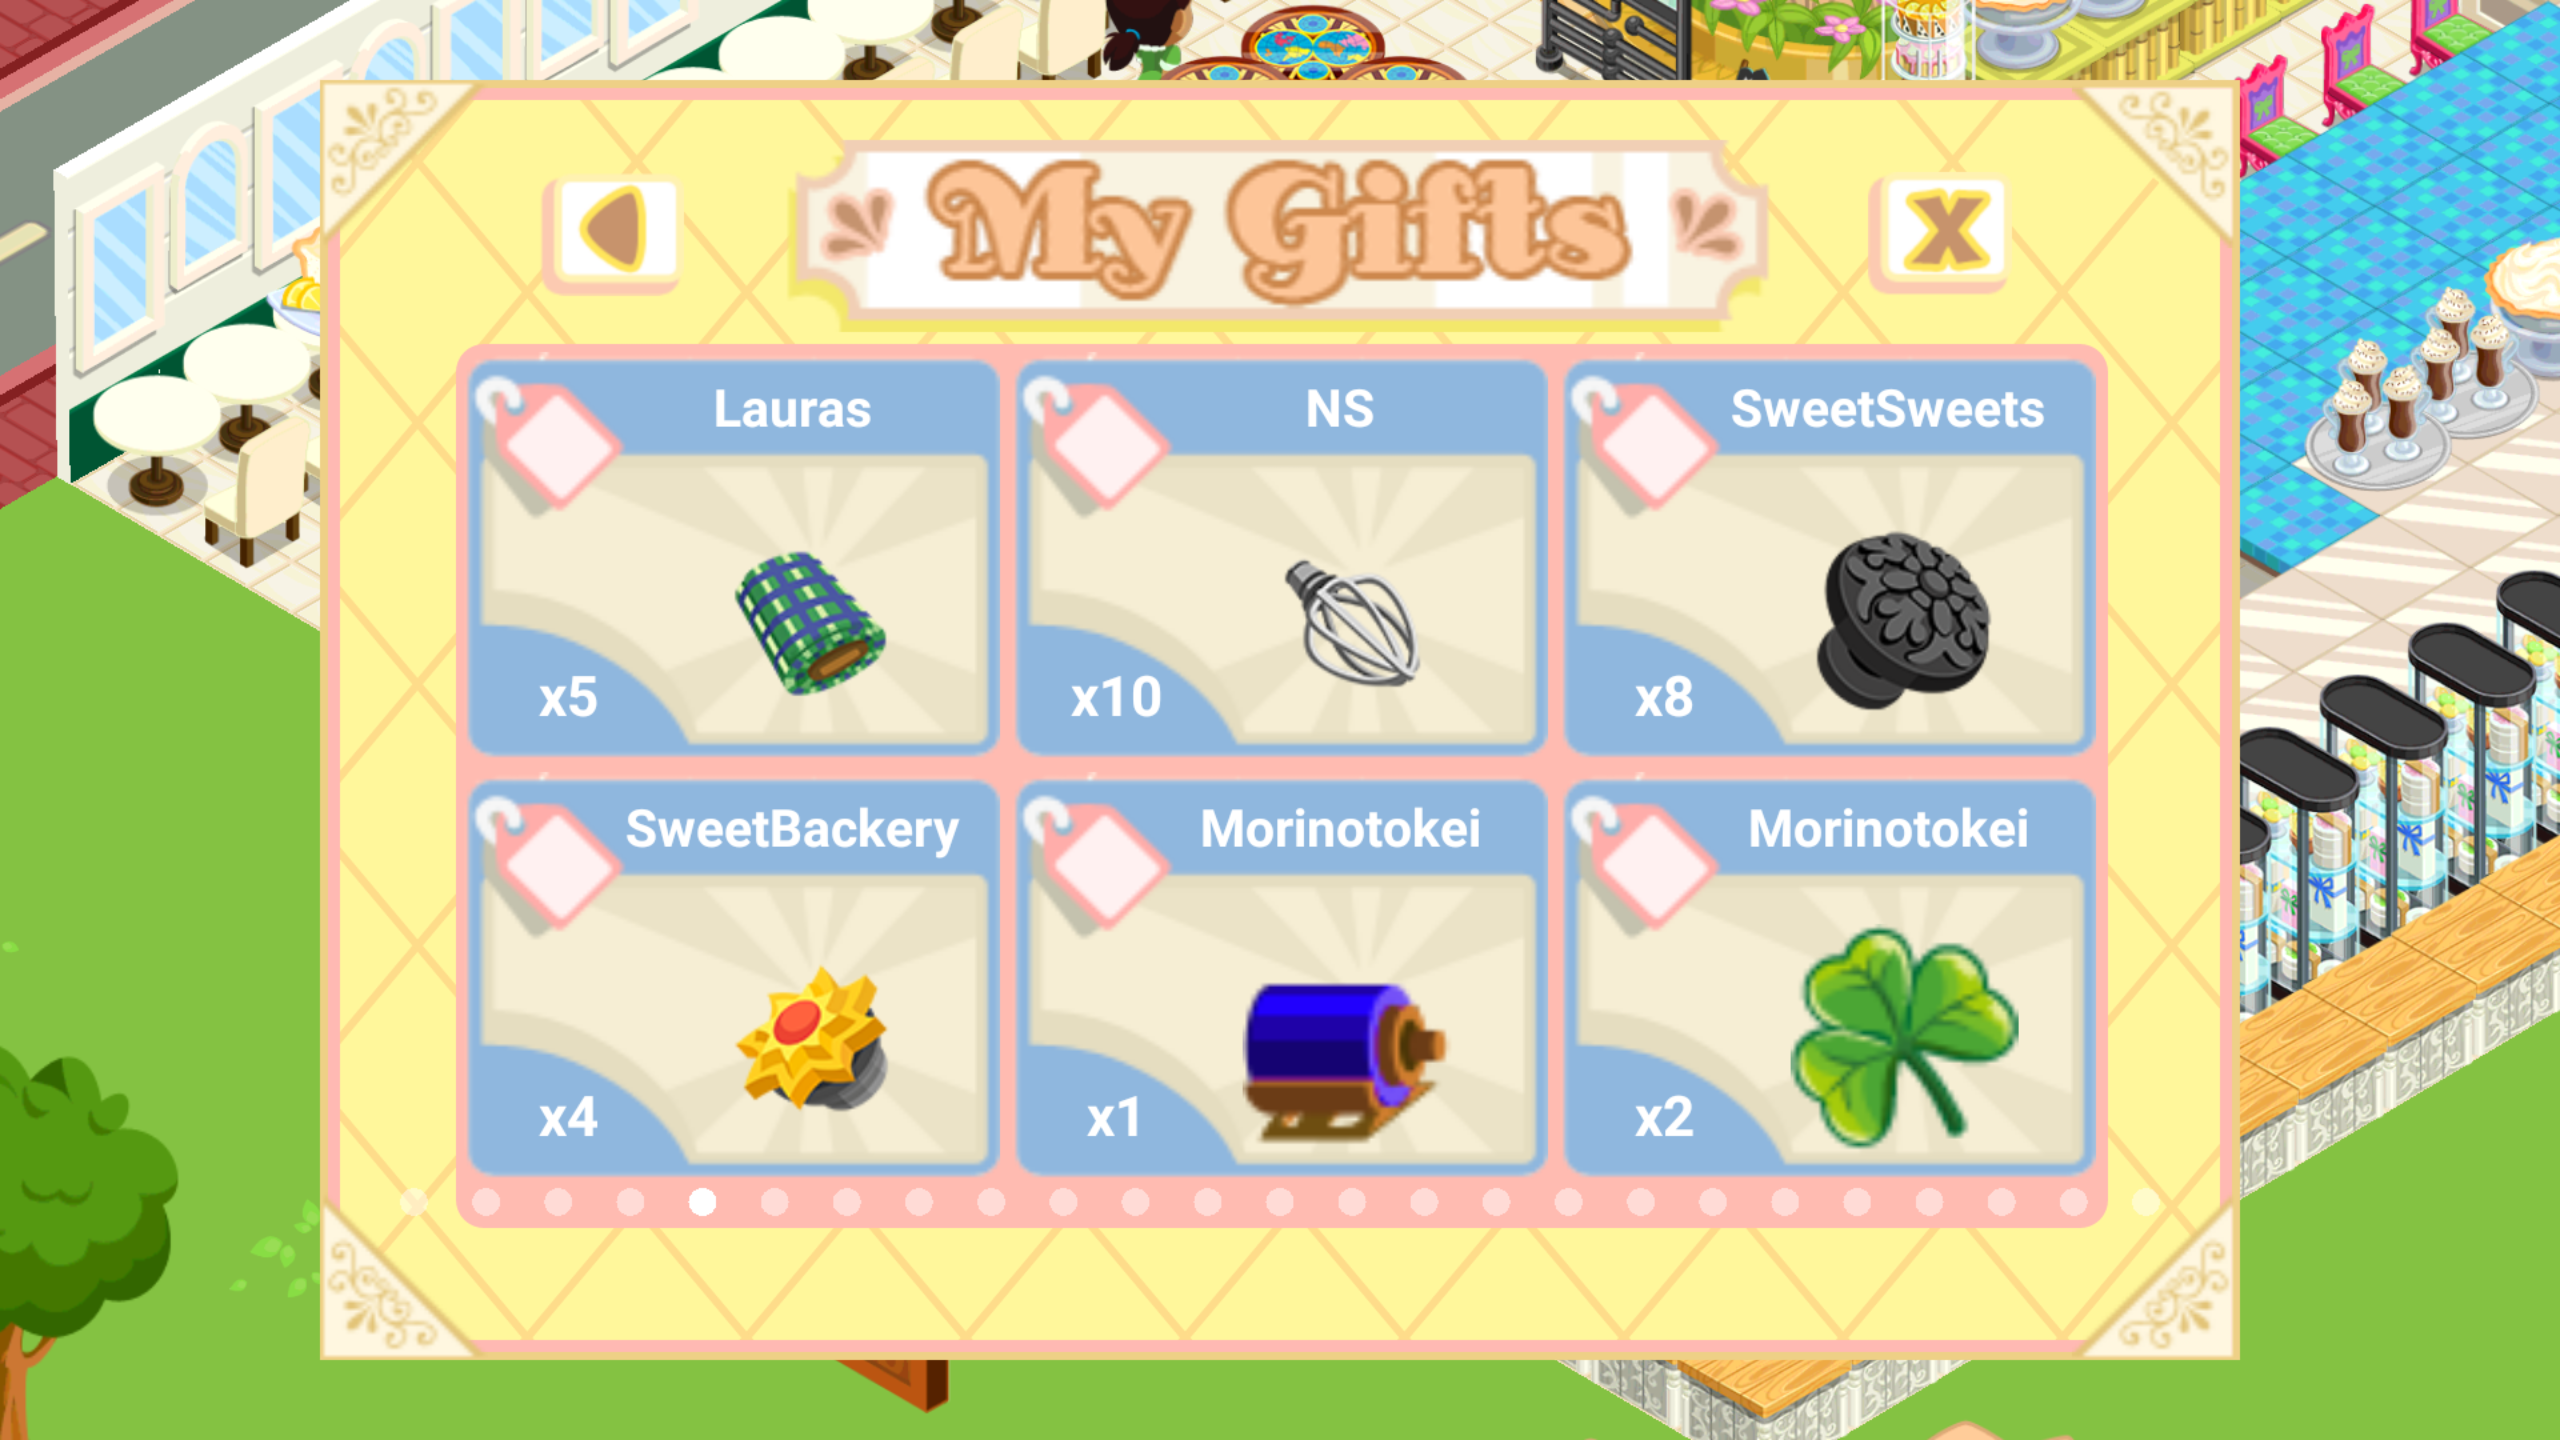 My Gifts
Lauras
x5
NS
x10
SweetSweets
x8
SweetBackery
x4
Morinotokei
x1
Morinotokei
x2